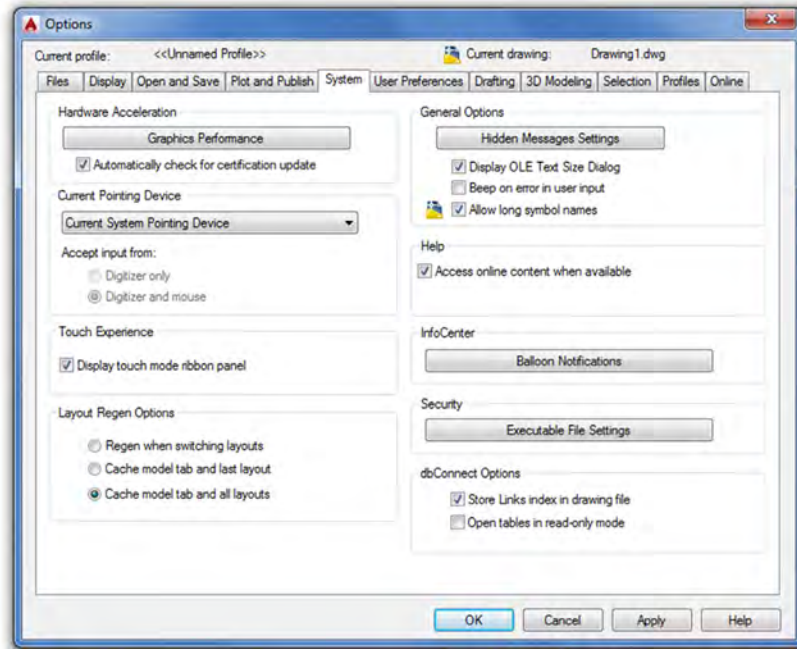 Options
Current profile: <<Unnamed Profile>> Current drawing: Drawing1.dwg
Files Display Open and Save Plot and Publish System User Preferences Drafting 3D Modeling Selection Profiles Online
Hardware Acceleration
Graphics Performance
Automatically check for certification update
Current Pointing Device
Current System Pointing Device
Accept input from:
Digitizer only
Digitizer and mouse
Touch Experience
Display touch mode ribbon panel
Layout Regen Options
Regen when switching layouts
Cache model tab and last layout
Cache model tab and all layouts
General Options
Hidden Messages Settings
Display OLE Text Size Dialog
Beep on error in user input
Allow long symbol names
Help
Access online content when available
InfoCenter
Balloon Notifications
Security
Executable File Settings
dbConnect Options
Store Links index in drawing file
Open tables in read-only mode
OK Cancel Apply Help